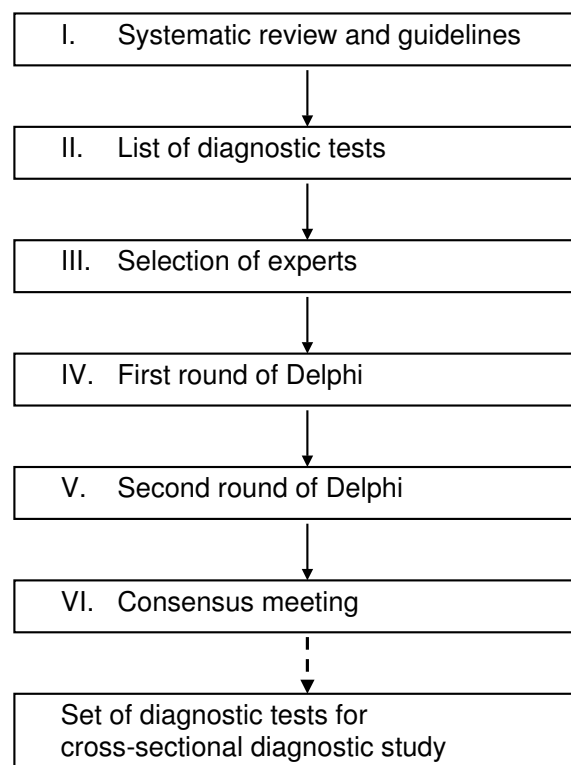 I. Systematic review and guidelines
II. List of diagnostic tests
III. Selection of experts
IV. First round of Delphi
V. Second round of Delphi
VI. Consensus meeting
Set of diagnostic tests for
cross-sectional diagnostic study